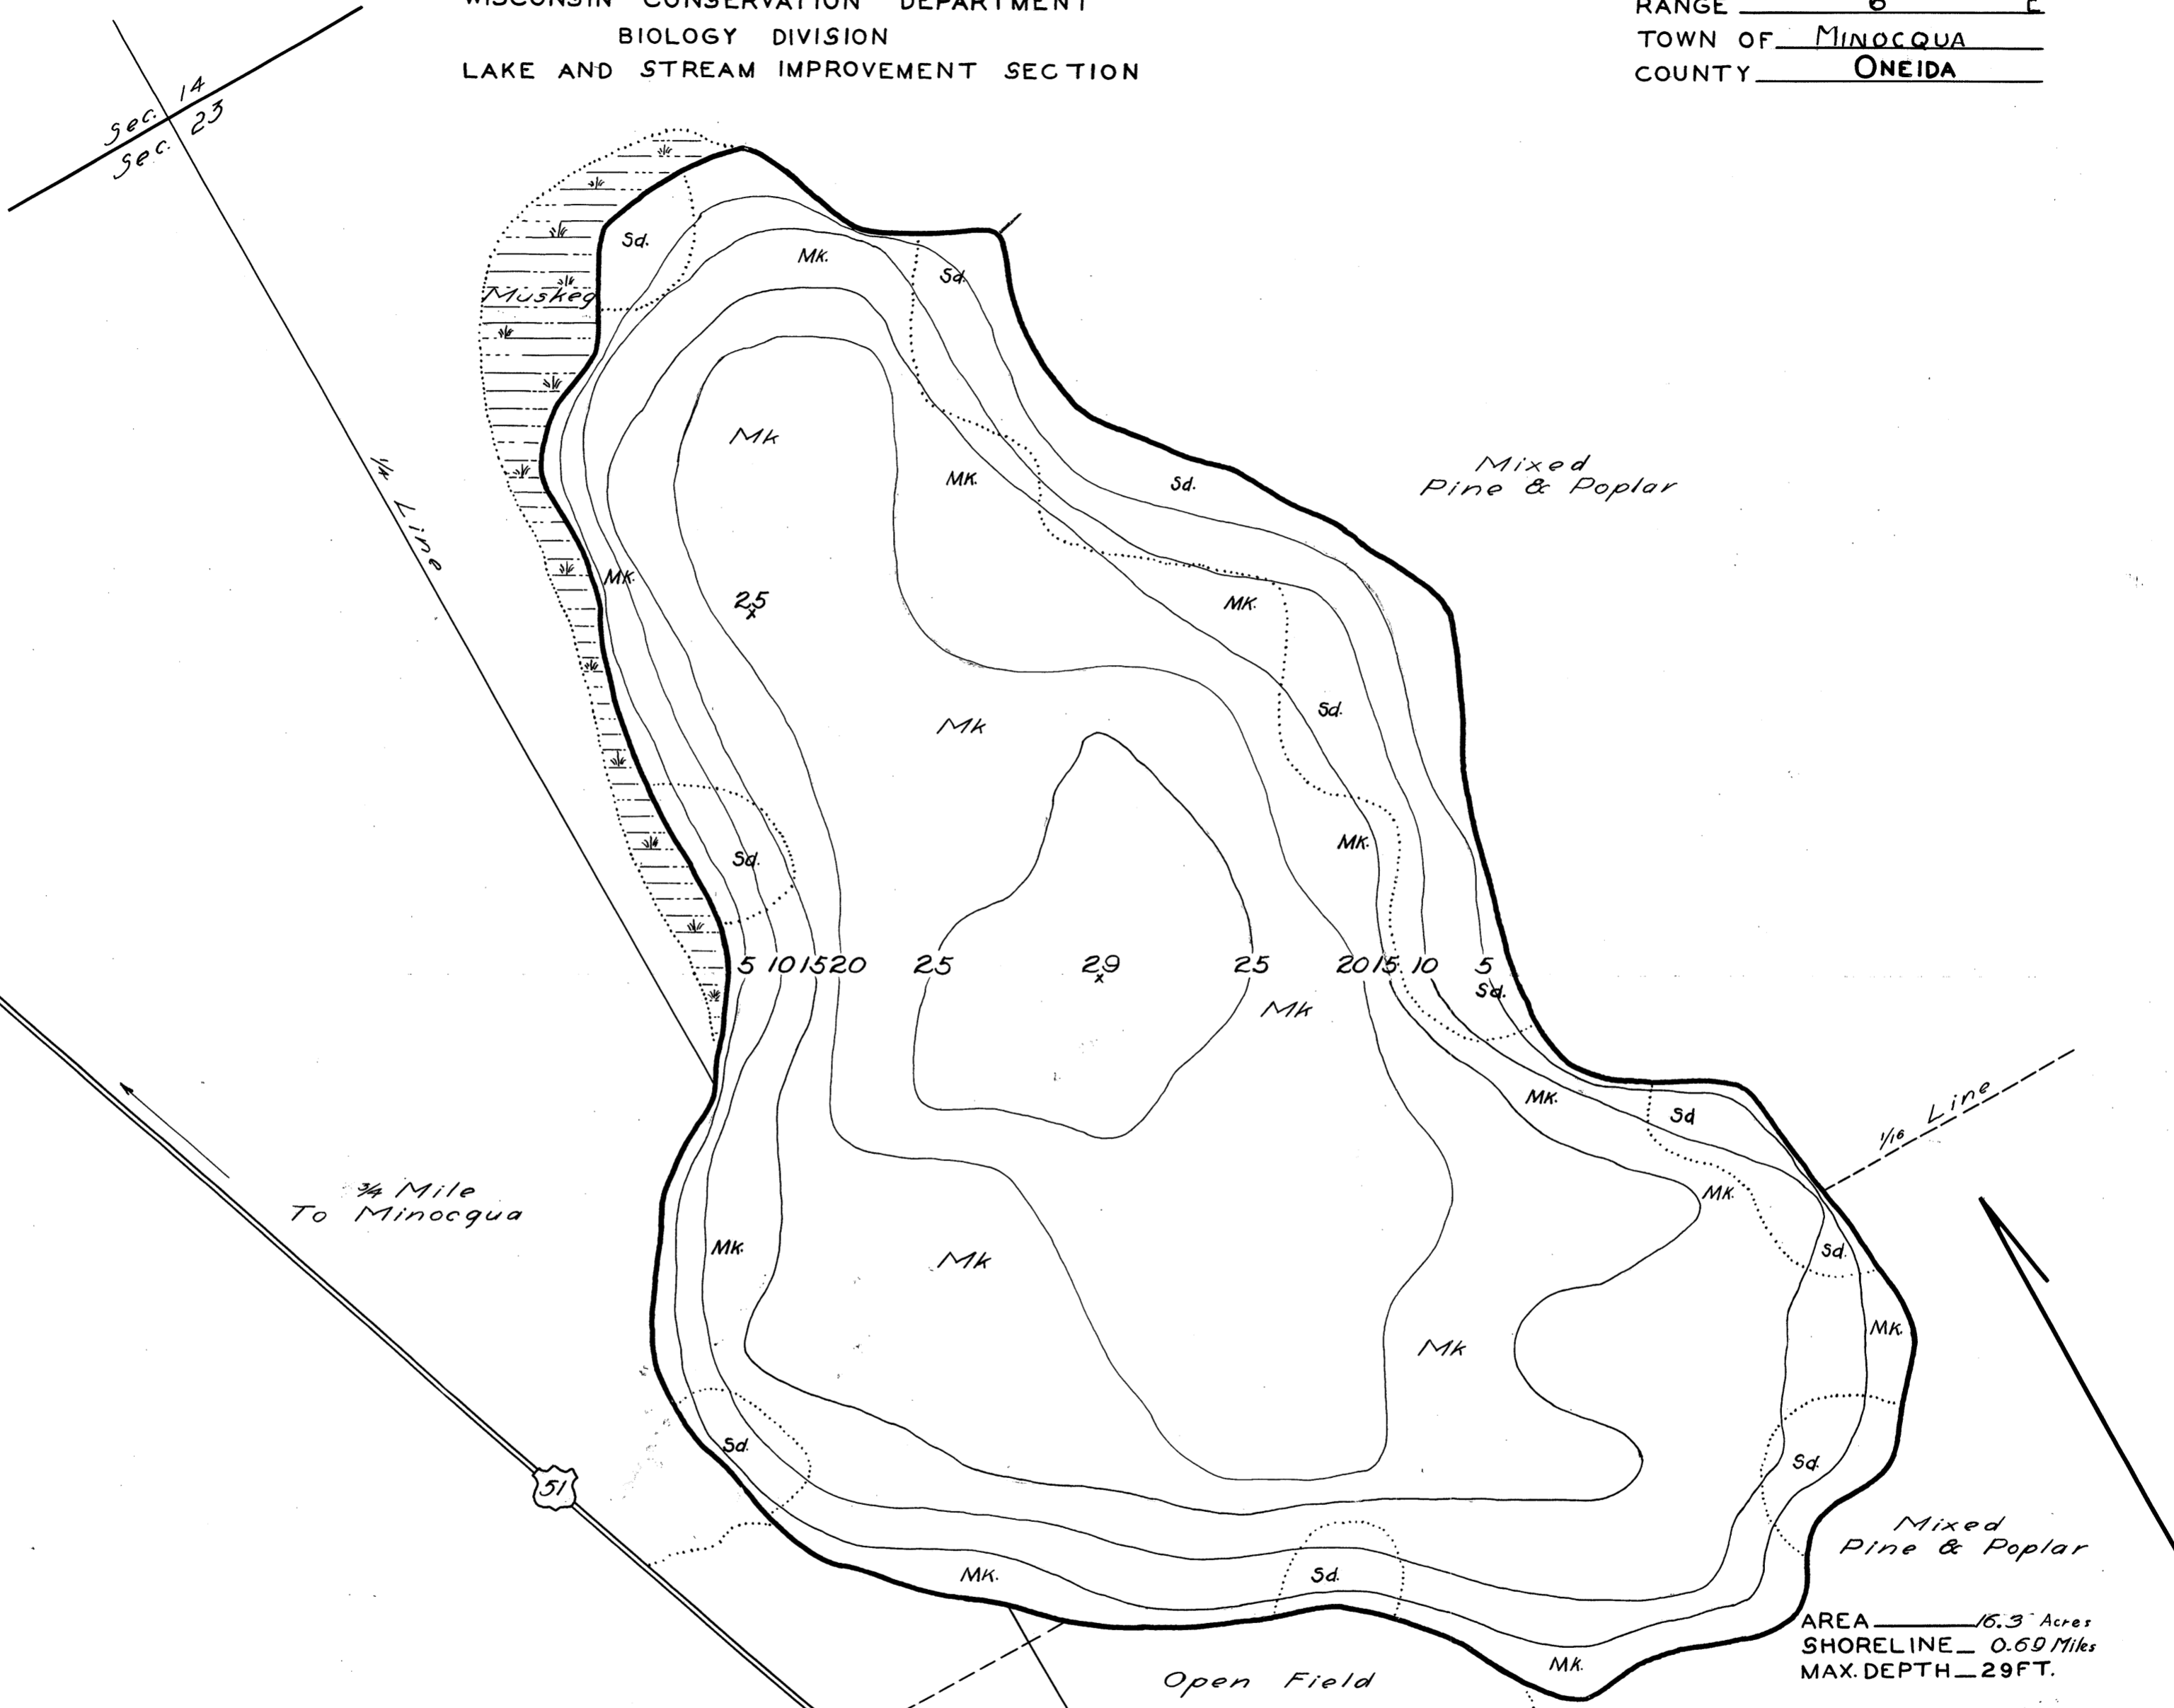 WISCONSIN CONSERVATION DEPARTMENT
BIOLOGY DIVISION
LAKE AND STREAM IMPROVEMENT SECTION
RANGE 6 E
TOWN OF MINOCQUA
COUNTY ONEIDA
Sec. 14
Sec. 23
Sd.
Mk.
Sd.
Muskeg
Mk
Mk.
Sd.
Mixed
Pine & Poplar
1/4 Line
Mk.
25
Mk.
Sd.
Mk
Mk.
Sd.
5 10 15 20 25 29 25 20 15 10 5
Sd.
Mk
Mk.
Sd
1/16 Line
3/4 Mile
To Minocqua
Mk.
Sd.
Mk.
Mk
Mk.
Mk
Sd.
Sd.
51
Mixed
Pine & Poplar
Mk.
Sd.
AREA 16.3 Acres
SHORELINE 0.69 Miles
MAX. DEPTH 29 FT.
Mk.
Open Field